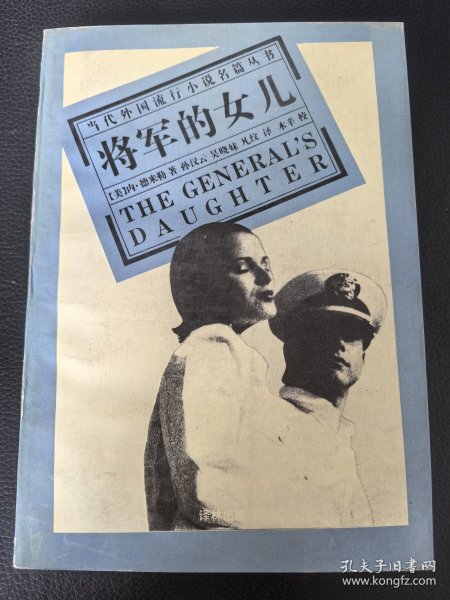 当代外国流行小说名篇丛书
将军的女儿
[美]内·德米勒 著 孙汉云 吴晓妹 凡纹 译 木辛 校
THE GENERAL'S
DAUGHTER
译林
孔夫子旧书网
www.kongfz.com